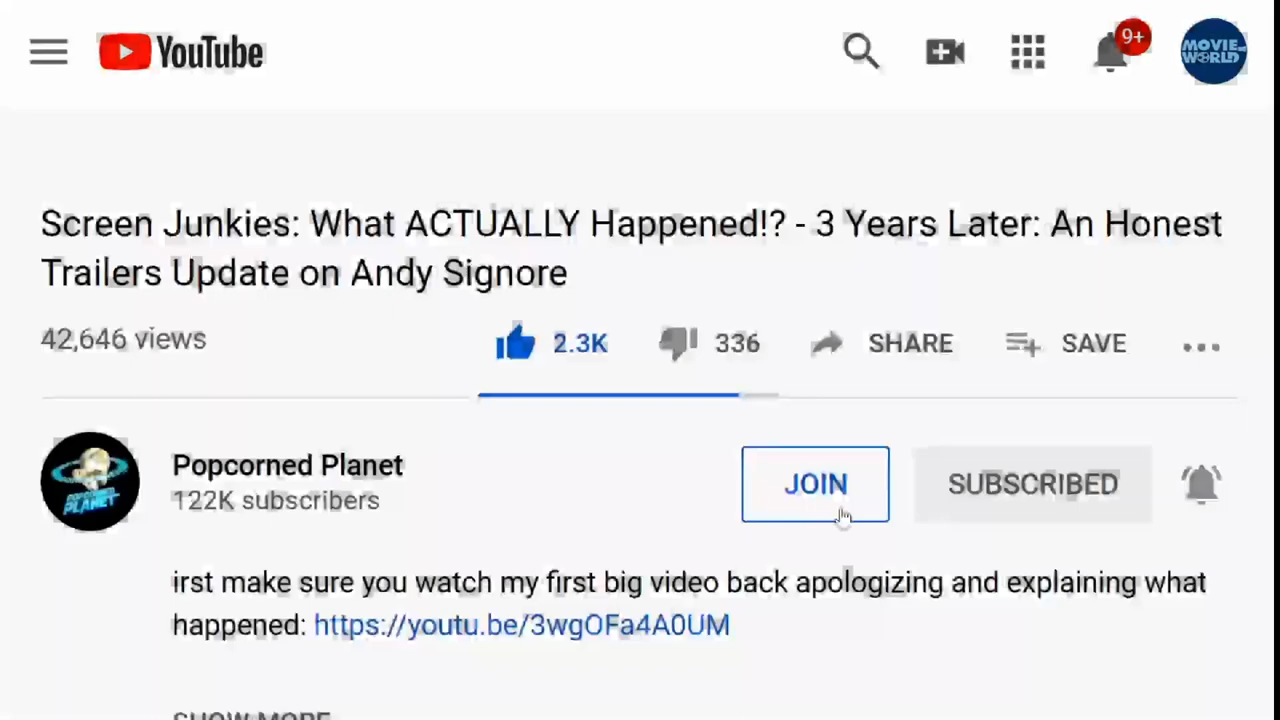 YouTube
9+
MOVIE
WORLD
Screen Junkies: What ACTUALLY Happened!? - 3 Years Later: An Honest
Trailers Update on Andy Signore
42,646 views
2.3K
336
SHARE
SAVE
Popcorned Planet
122K subscribers
POPCORNED
PLANET
JOIN
SUBSCRIBED
irst make sure you watch my first big video back apologizing and explaining what
happened: https://youtu.be/3wgOFa4A0UM
SHOW MORE